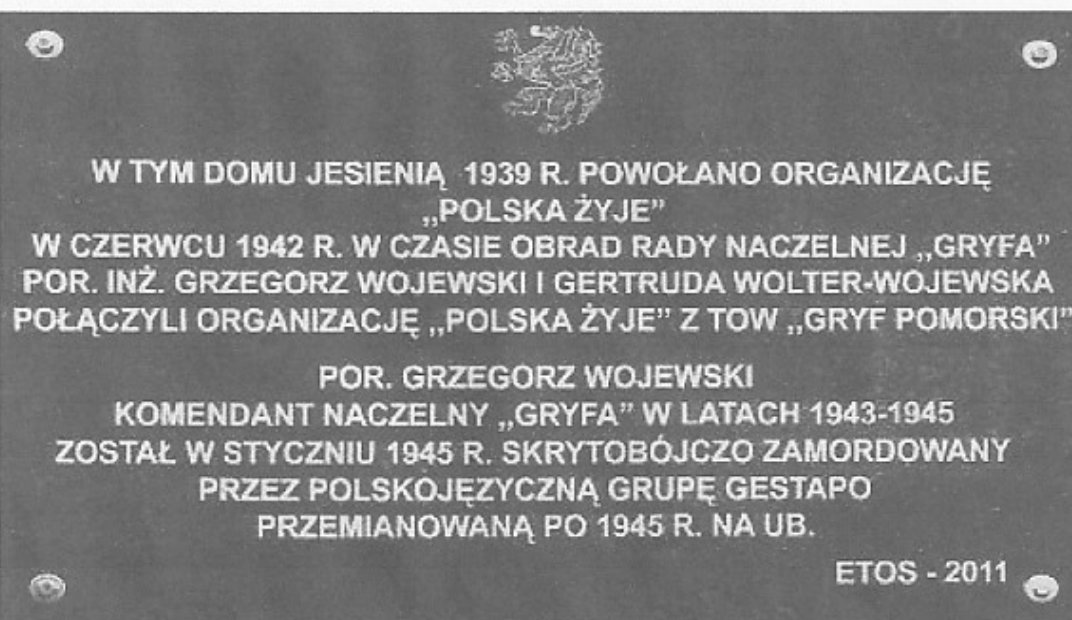 W TYM DOMU JESIENIĄ 1939 R. POWOŁANO ORGANIZACJĘ
„POLSKA ŻYJE”
W CZERWCU 1942 R. W CZASIE OBRAD RADY NACZELNEJ „GRYFA”
POR. INŻ. GRZEGORZ WOJEWSKI I GERTRUDA WOLTER-WOJEWSKA
POŁĄCZYLI ORGANIZACJĘ „POLSKA ŻYJE” Z TOW „GRYF POMORSKI”
POR. GRZEGORZ WOJEWSKI
KOMENDANT NACZELNY „GRYFA” W LATACH 1943-1945
ZOSTAŁ W STYCZNIU 1945 R. SKRYTOBÓJCZO ZAMORDOWANY
PRZEZ POLSKOJĘZYCZNĄ GRUPĘ GESTAPO
PRZEMIANOWANĄ PO 1945 R. NA UB.
ETOS - 2011